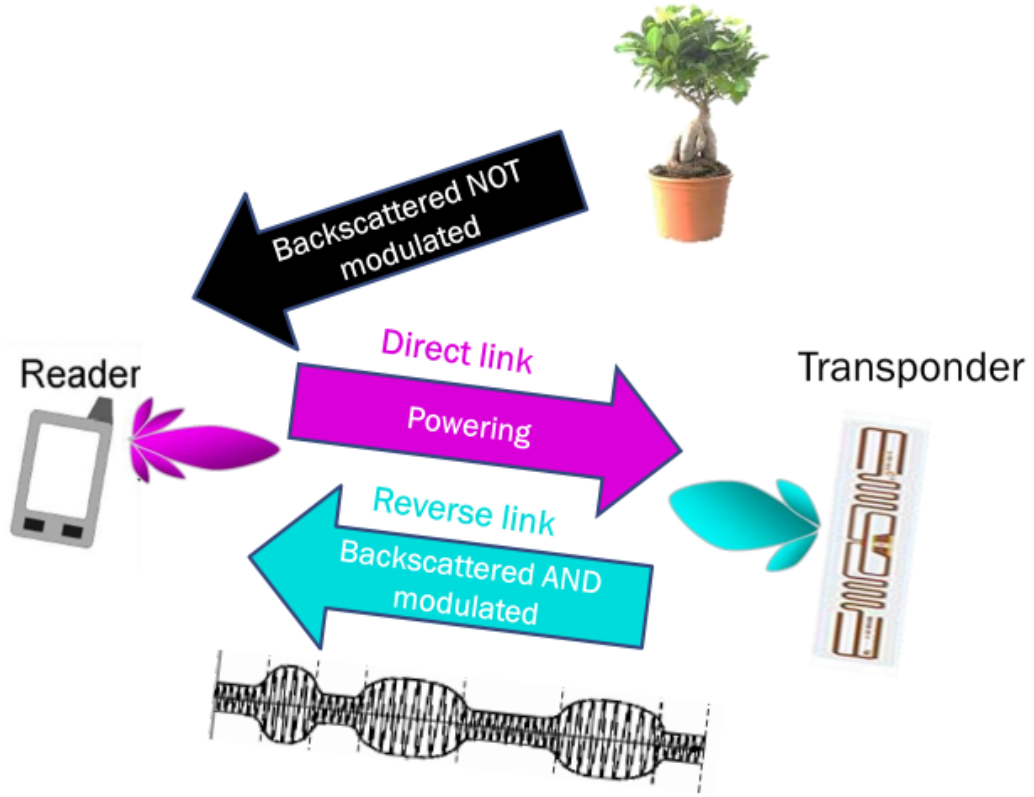 Backscattered NOT
modulated
Direct link
Reader
Transponder
Powering
Reverse link
Backscattered AND
modulated